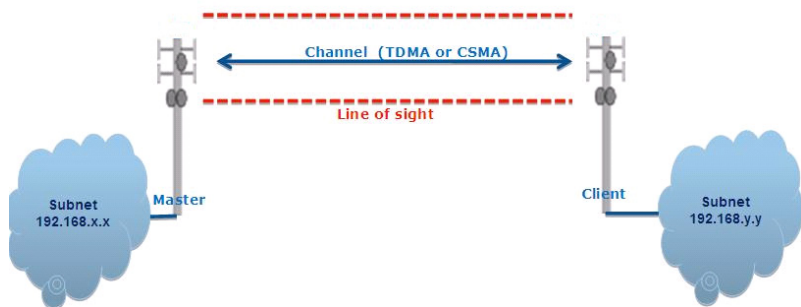 Channel (TDMA or CSMA)
Line of sight
Master
Client
Subnet
192.168.x.x
Subnet
192.168.y.y